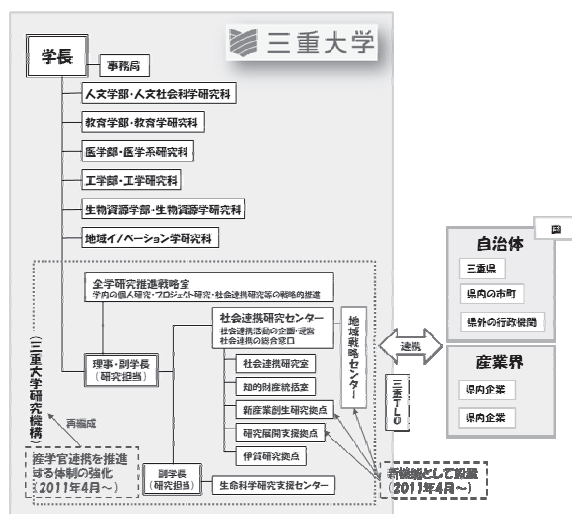 三重大学
学長
事務局
人文学部・人文社会科学研究科
教育学部・教育学研究科
医学部・医学系研究科
工学部・工学研究科
生物資源学部・生物資源学研究科
地域イノベーション学研究科
全学研究推進戦略室
学内の個人研究・プロジェクト研究・社会連携研究等の戦略的推進
社会連携研究センター
社会連携活動の企画・運営
社会連携の総合窓口
地域戦略センター
(三重大学研究機構)
理事・副学長
(研究担当)
社会連携研究室
知的財産統括室
新産業創生研究拠点
研究展開支援拠点
伊賀研究拠点
再編成
産学官連携を推進
する体制の強化
(2011年4月〜)
副学長
(研究担当)
生命科学研究支援センター
新機能として設置
(2011年4月〜)
連携
三重TLO
国
自治体
三重県
県内の市町
県外の行政機関
産業界
県内企業
県内企業